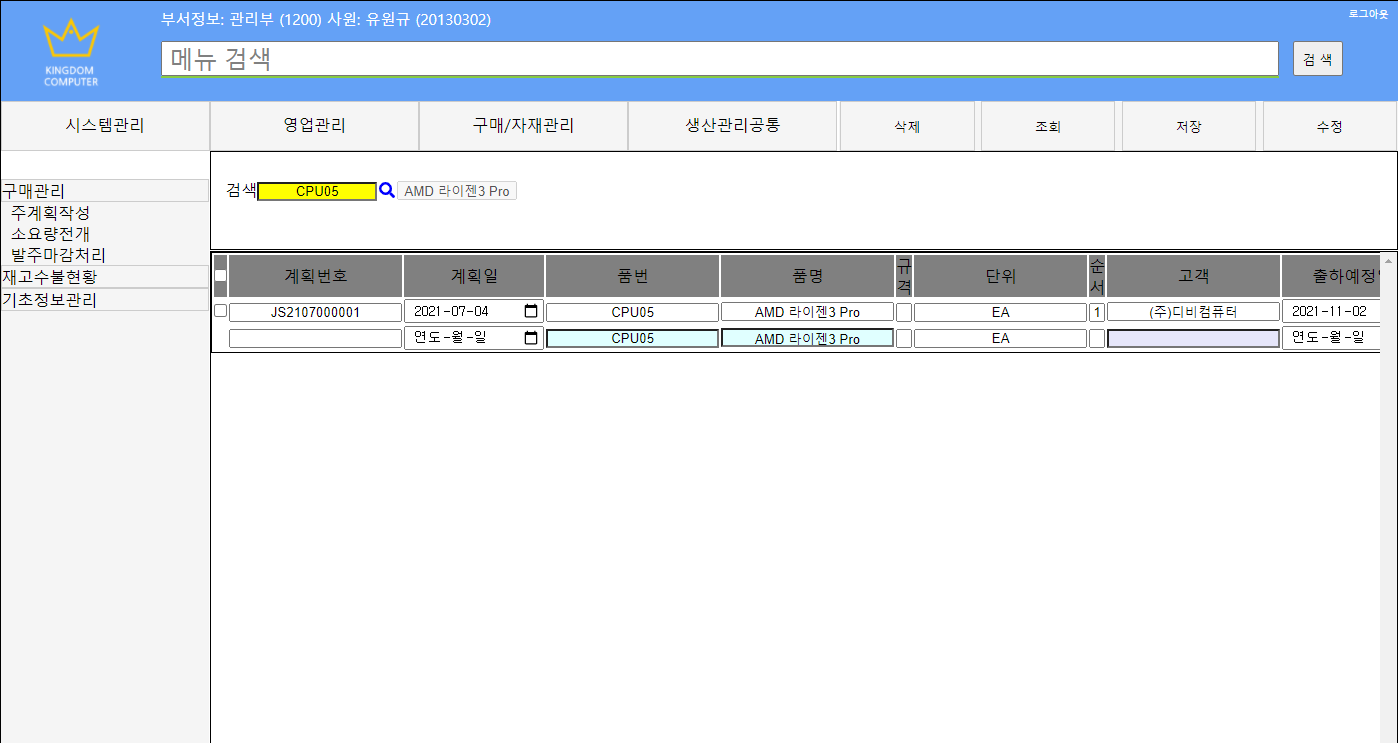 부서정보: 관리부 (1200) 사원: 유원규 (20130302)
로그아웃
KINGDOM
COMPUTER
메뉴 검색
검 색
시스템관리 영업관리 구매/자재관리 생산관리공통 삭제 조회 저장 수정
구매관리
주계획작성
소요량전개
발주마감처리
재고수불현황
기초정보관리
검색 CPU05 AMD 라이젠3 Pro
계획번호 계획일 품번 품명 규격 단위 순서 고객 출하예정
JS2107000001 2021-07-04 CPU05 AMD 라이젠3 Pro EA 1 (주)디비컴퓨터 2021-11-02
연도-월-일 CPU05 AMD 라이젠3 Pro EA 연도-월-일